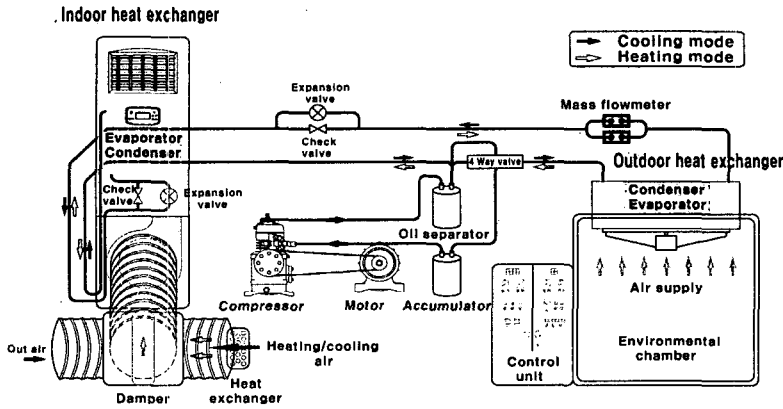 Indoor heat exchanger
Cooling mode
Heating mode
Expansion
valve
Mass flowmeter
Evaporator
Condenser
Check
valve
4 Way valve
Outdoor heat exchanger
Check
valve
Expansion
valve
Condenser
Evaporator
Oil separator
Air supply
Compressor
Motor
Accumulator
Out air
Heating/cooling
air
Environmental
chamber
Control
unit
Damper
Heat
exchanger